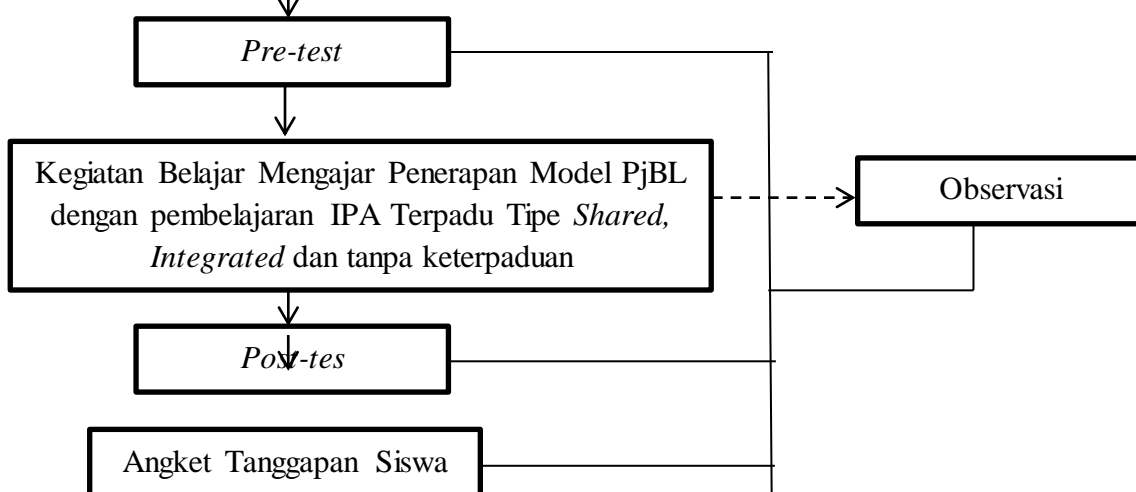 Pre-test
Kegiatan Belajar Mengajar Penerapan Model PjBL
dengan pembelajaran IPA Terpadu Tipe Shared,
Integrated dan tanpa keterpaduan
Observasi
Post-tes
Angket Tanggapan Siswa